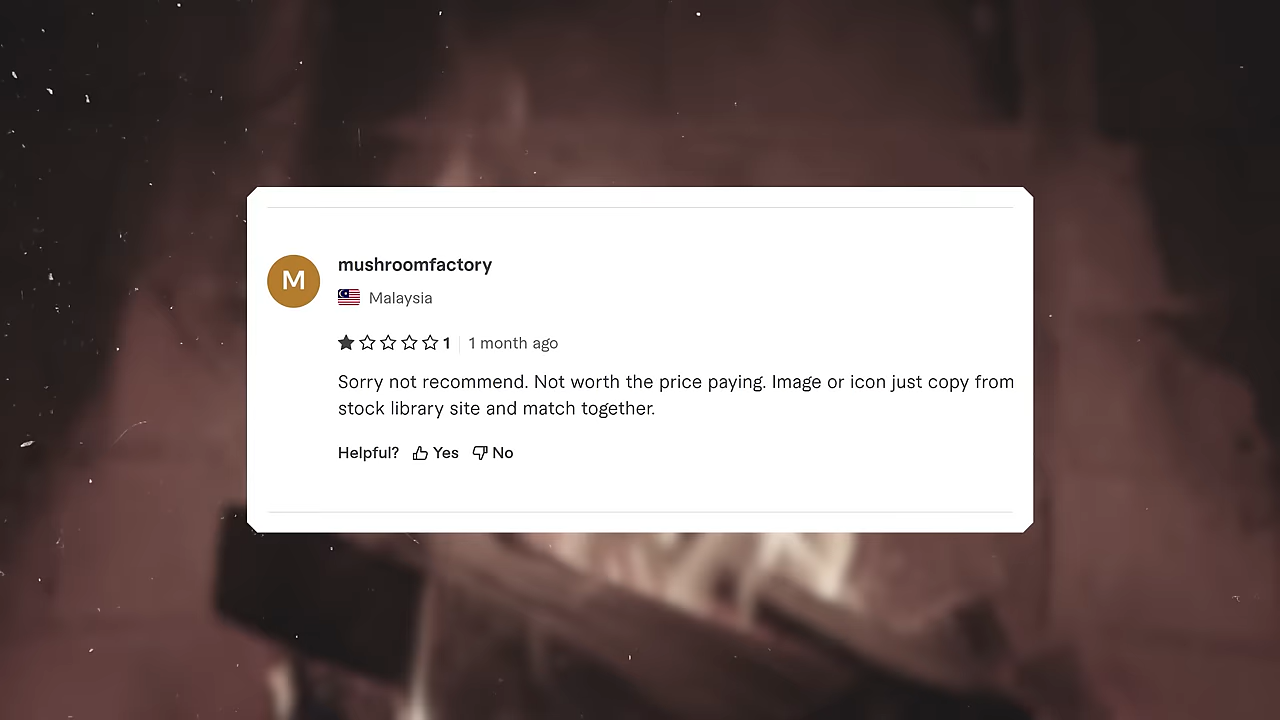 M
mushroomfactory
Malaysia
1 1 month ago
Sorry not recommend. Not worth the price paying. Image or icon just copy from
stock library site and match together.
Helpful? Yes No